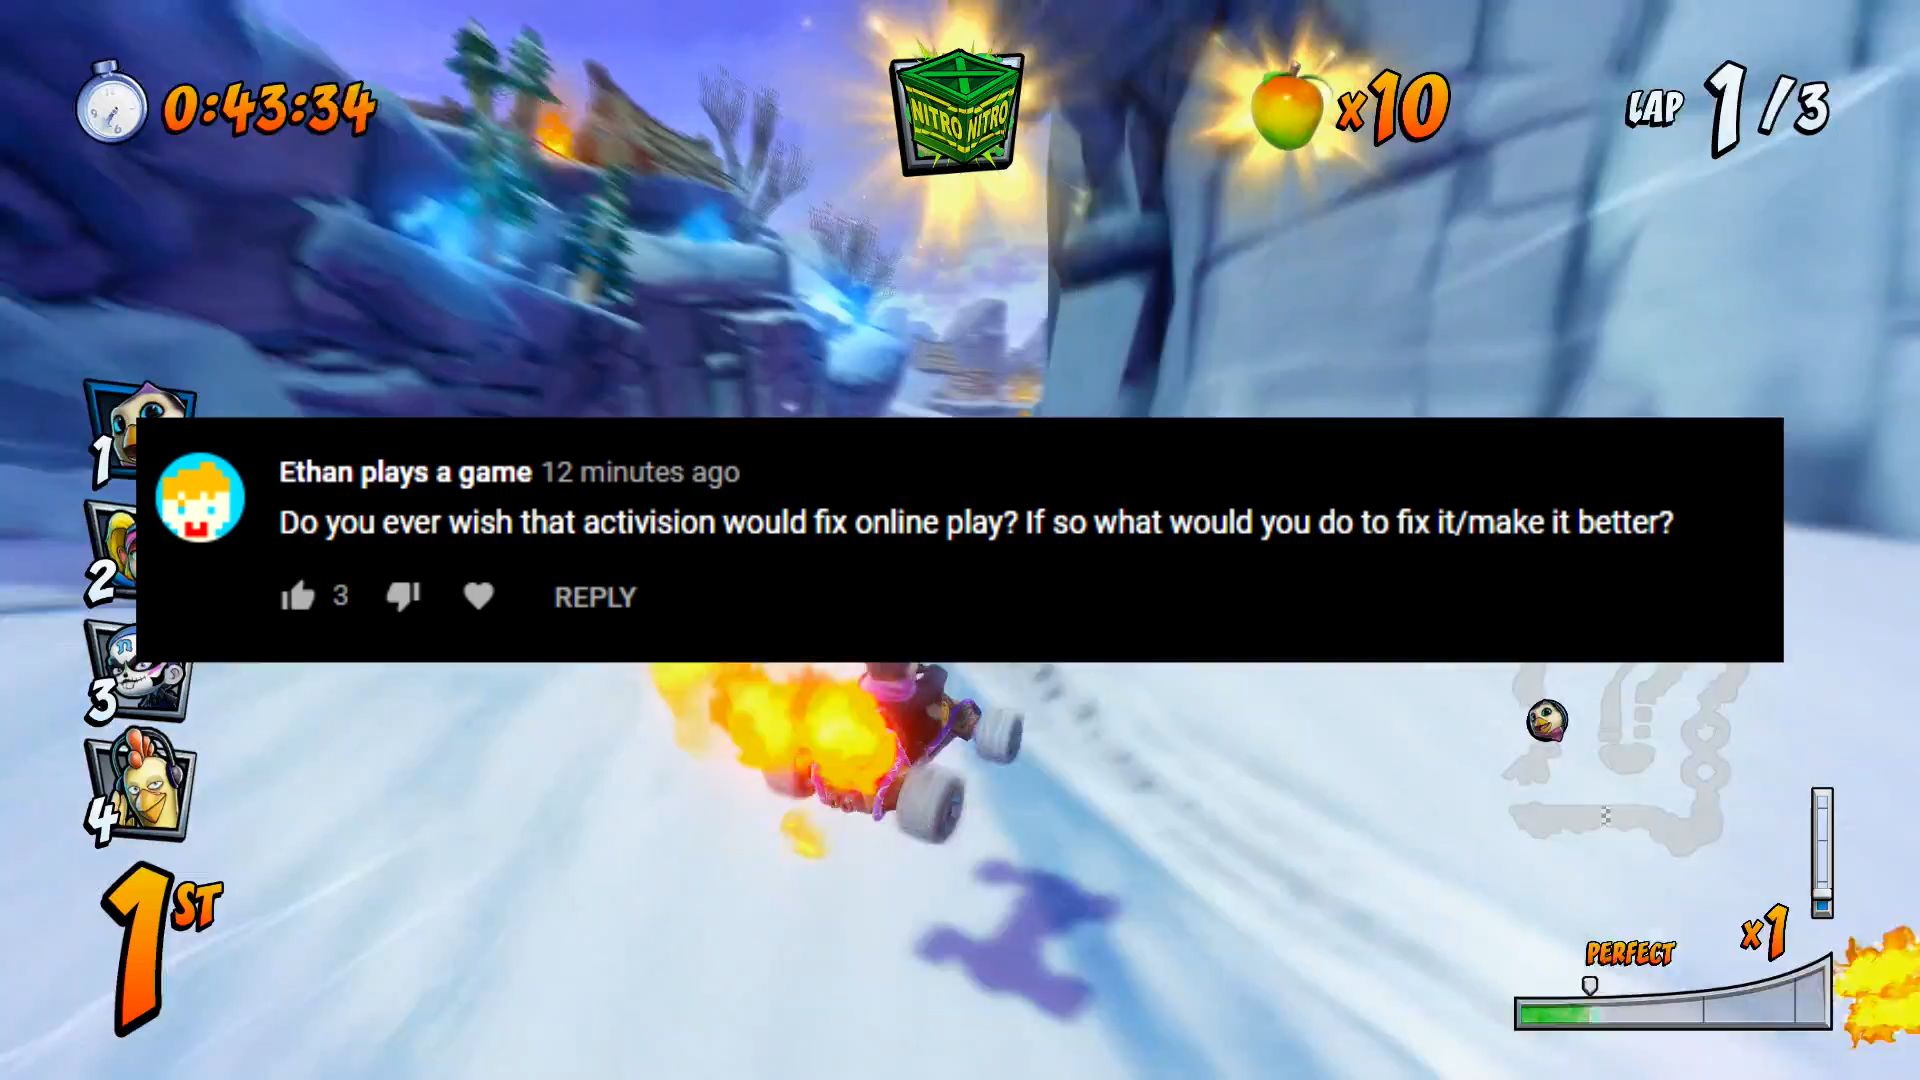 0:43:34
NITRO NITRO
x10
LAP 1/3
1
Ethan plays a game 12 minutes ago
Do you ever wish that activision would fix online play? If so what would you do to fix it/make it better?
2
3 REPLY
3
4
1ST
x1
PERFECT